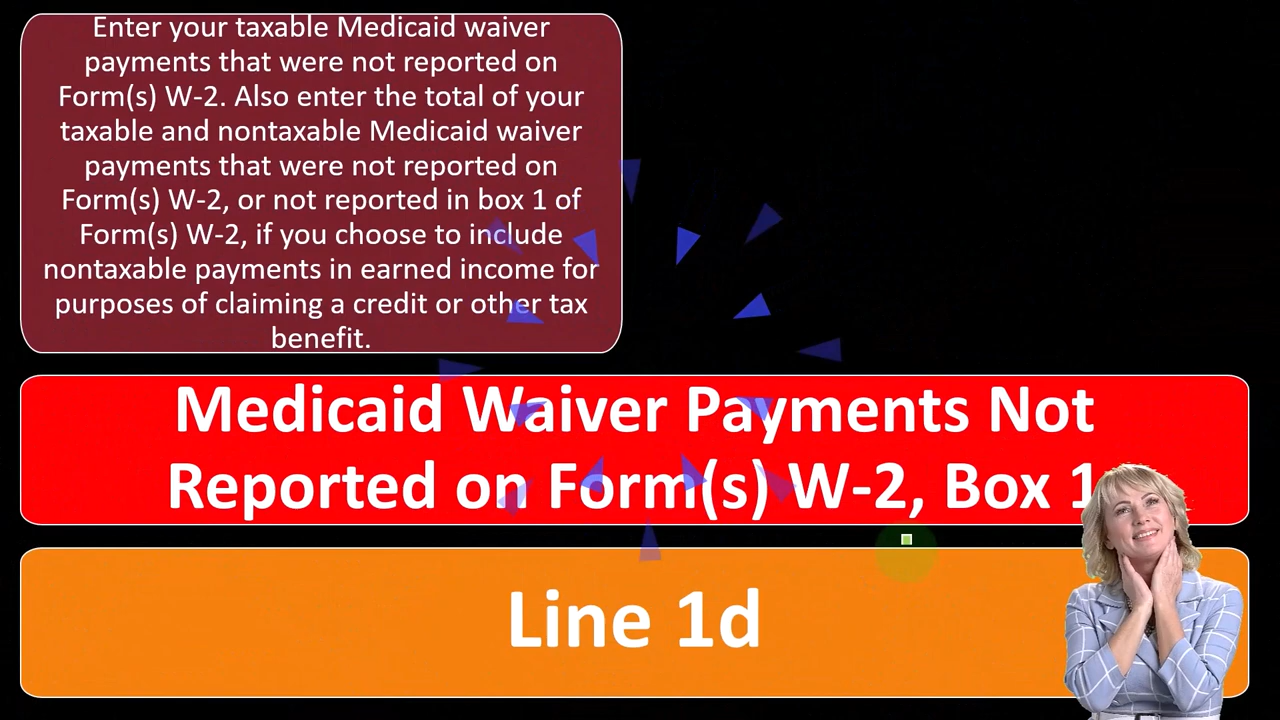 Enter your taxable Medicaid waiver
payments that were not reported on
Form(s) W-2. Also enter the total of your
taxable and nontaxable Medicaid waiver
payments that were not reported on
Form(s) W-2, or not reported in box 1 of
Form(s) W-2, if you choose to include
nontaxable payments in earned income for
purposes of claiming a credit or other tax
benefit.
Medicaid Waiver Payments Not
Reported on Form(s) W-2, Box 1
Line 1d